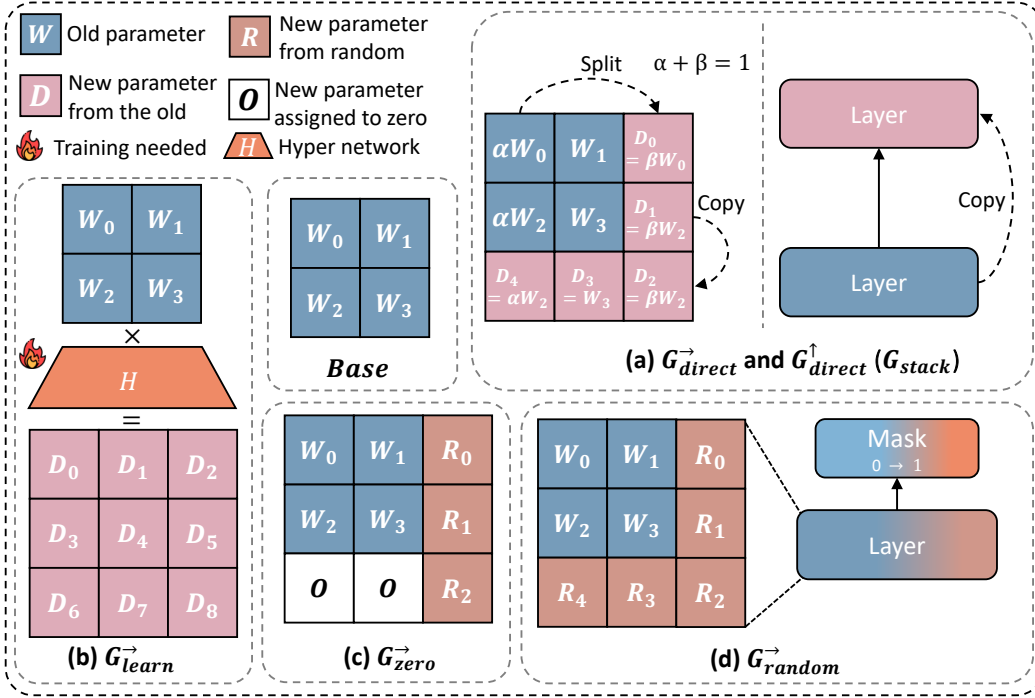 W Old parameter
R New parameter
from random
D New parameter
from the old
O New parameter
assigned to zero
Training needed
H Hyper network
Split
α + β = 1
αW₀ W₁ D₀
= βW₀
αW₂ W₃ D₁
= βW₂
D₄
= αW₂ D₃
= W₃ D₂
= βW₂
Copy
Layer
Copy
Layer
(a) G→direct and G↑direct (Gstack)
W₀ W₁
W₂ W₃
×
H
=
D₀ D₁ D₂
D₃ D₄ D₅
D₆ D₇ D₈
(b) G→learn
W₀ W₁
W₂ W₃
Base
W₀ W₁ R₀
W₂ W₃ R₁
O O R₂
(c) G→zero
W₀ W₁ R₀
W₂ W₃ R₁
R₄ R₃ R₂
Mask
0 → 1
Layer
(d) G→random